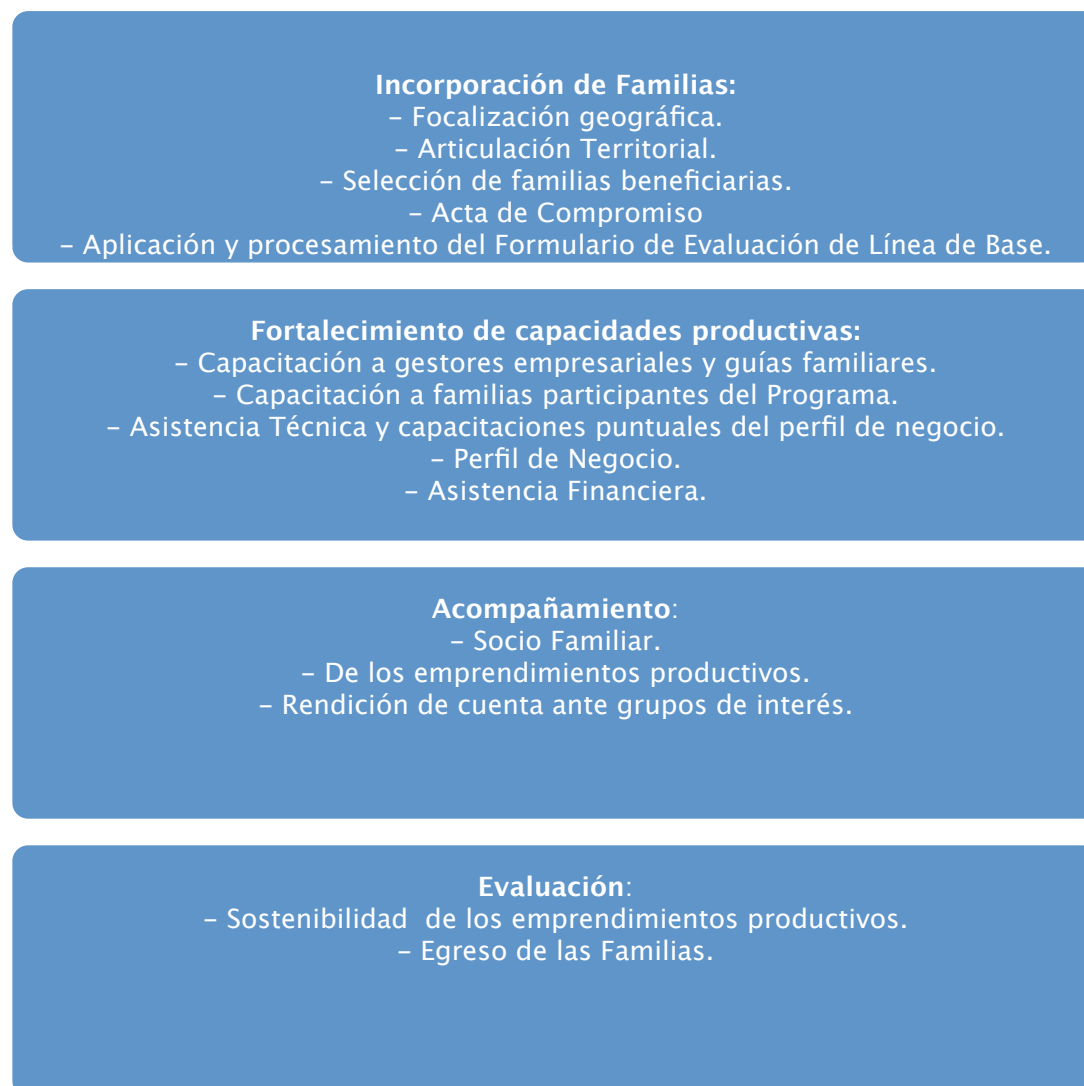 Incorporación de Familias:
– Focalización geográfica.
– Articulación Territorial.
– Selección de familias beneficiarias.
– Acta de Compromiso
– Aplicación y procesamiento del Formulario de Evaluación de Línea de Base.
Fortalecimiento de capacidades productivas:
– Capacitación a gestores empresariales y guías familiares.
– Capacitación a familias participantes del Programa.
– Asistencia Técnica y capacitaciones puntuales del perfil de negocio.
– Perfil de Negocio.
– Asistencia Financiera.
Acompañamiento:
– Socio Familiar.
– De los emprendimientos productivos.
– Rendición de cuenta ante grupos de interés.
Evaluación:
– Sostenibilidad  de los emprendimientos productivos.
– Egreso de las Familias.